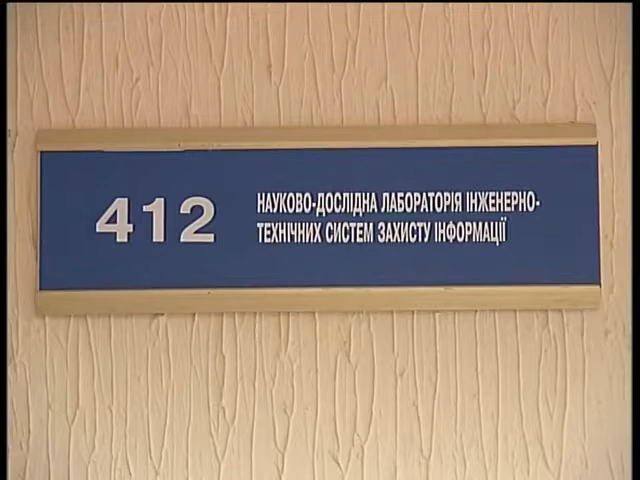 412
НАУКОВО-ДОСЛІДНА ЛАБОРАТОРІЯ ІНЖЕНЕРНО-
ТЕХНІЧНИХ СИСТЕМ ЗАХИСТУ ІНФОРМАЦІЇ